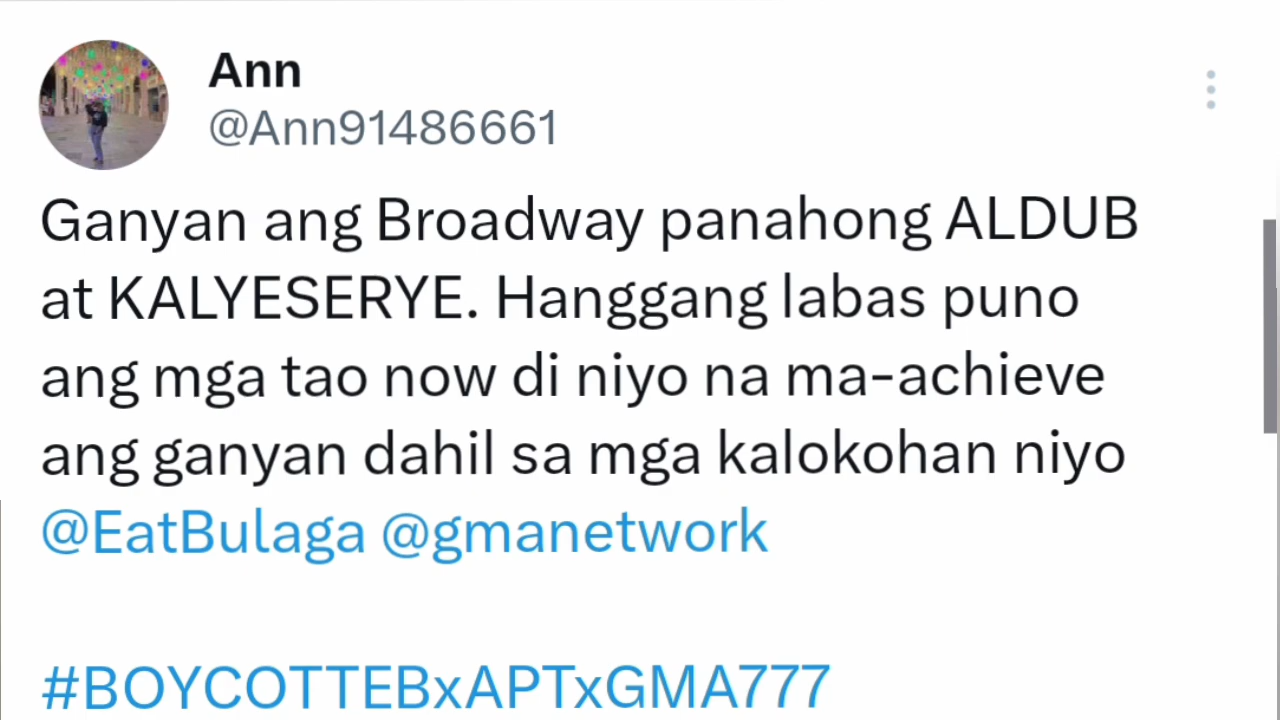 Ann
@Ann91486661
Ganyan ang Broadway panahong ALDUB
at KALYESERYE. Hanggang labas puno
ang mga tao now di niyo na ma-achieve
ang ganyan dahil sa mga kalokohan niyo
@EatBulaga @gmanetwork
#BOYCOTTEBxAPTxGMA777